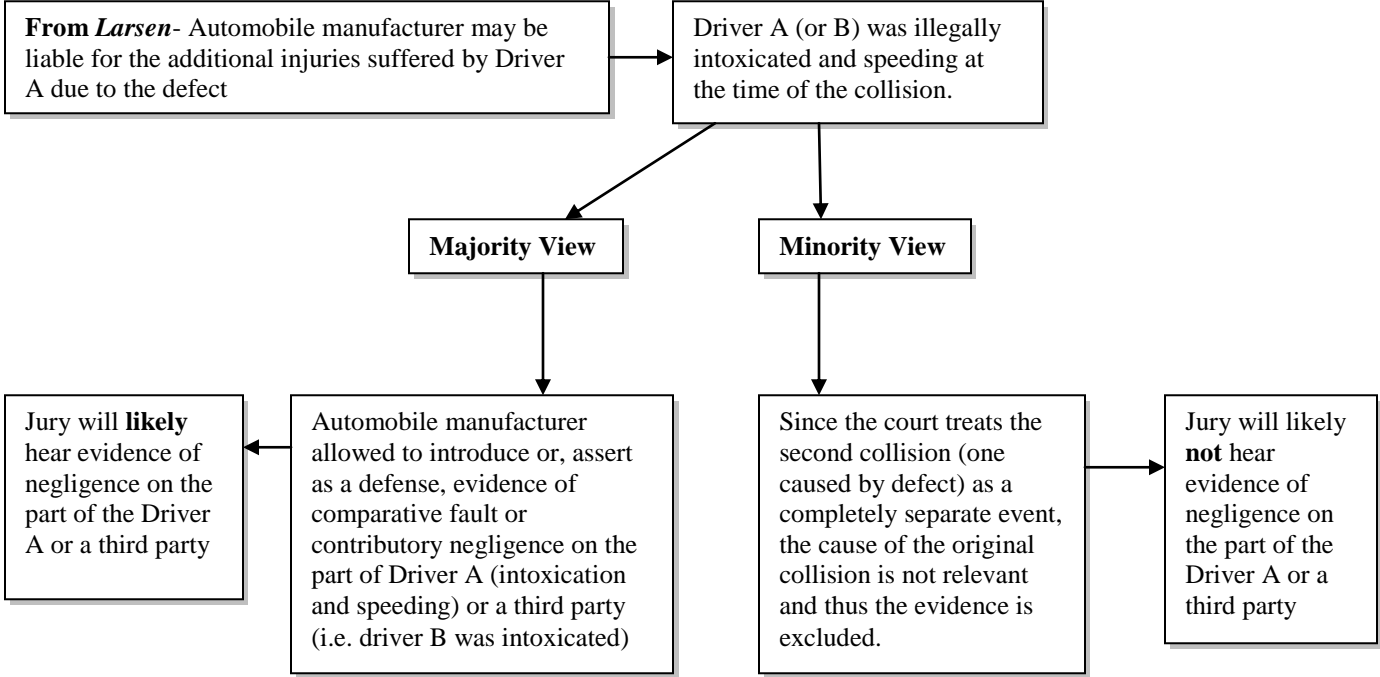 From Larsen- Automobile manufacturer may be
liable for the additional injuries suffered by Driver
A due to the defect
Driver A (or B) was illegally
intoxicated and speeding at
the time of the collision.
Majority View
Minority View
Jury will likely
hear evidence of
negligence on the
part of the Driver
A or a third party
Automobile manufacturer
allowed to introduce or, assert
as a defense, evidence of
comparative fault or
contributory negligence on the
part of Driver A (intoxication
and speeding) or a third party
(i.e. driver B was intoxicated)
Since the court treats the
second collision (one
caused by defect) as a
completely separate event,
the cause of the original
collision is not relevant
and thus the evidence is
excluded.
Jury will likely
not hear
evidence of
negligence on
the part of the
Driver A or a
third party